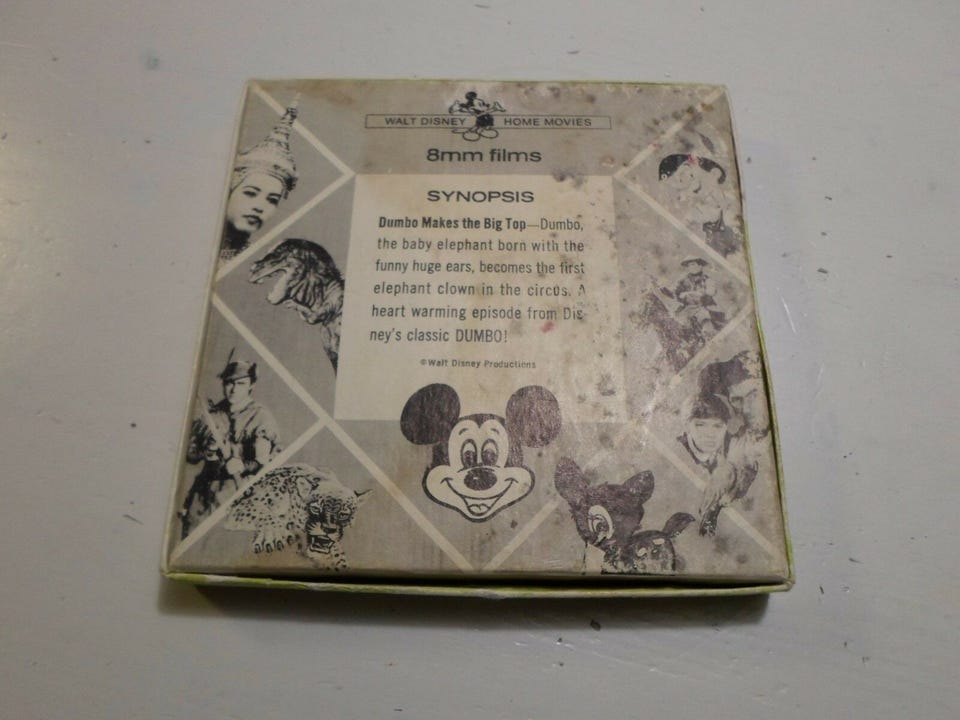 WALT DISNEY HOME MOVIES
8mm films
SYNOPSIS
Dumbo Makes the Big Top—Dumbo,
the baby elephant born with the
funny huge ears, becomes the first
elephant clown in the circus. A
heart warming episode from Dis-
ney's classic DUMBO!
©Walt Disney Productions